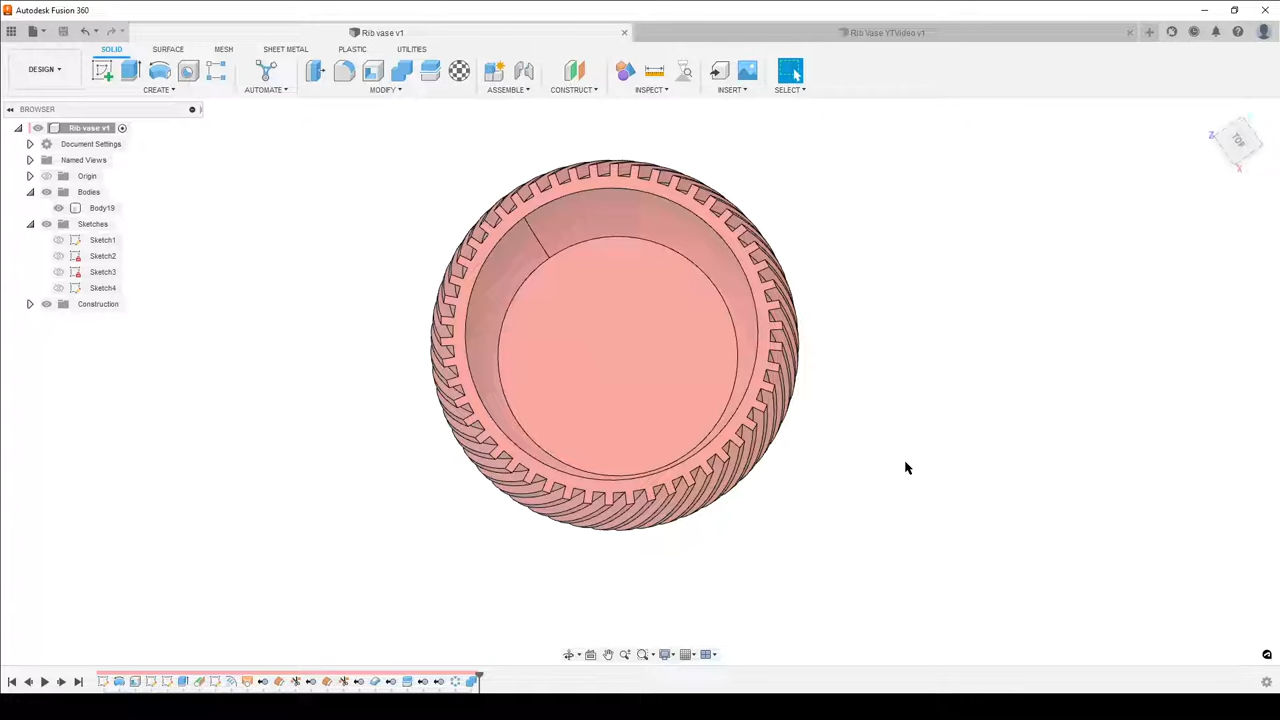 Autodesk Fusion 360
Rib vase v1
Rib Vase YTVideo v1
SOLID SURFACE MESH SHEET METAL PLASTIC UTILITIES
DESIGN
CREATE AUTOMATE MODIFY ASSEMBLE CONSTRUCT INSPECT INSERT SELECT
BROWSER
Rib vase v1
Document Settings
Named Views
Origin
Bodies
Body19
Sketches
Sketch1
Sketch2
Sketch3
Sketch4
Construction
TOP
Z
X